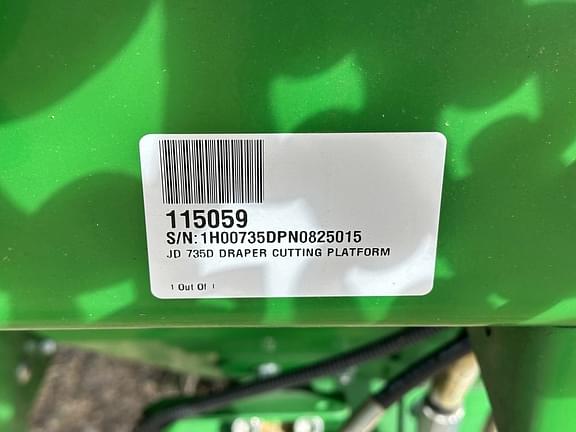 115059
S/N: 1H00735DPN0825015
JD 735D DRAPER CUTTING PLATFORM
1 Out Of 1